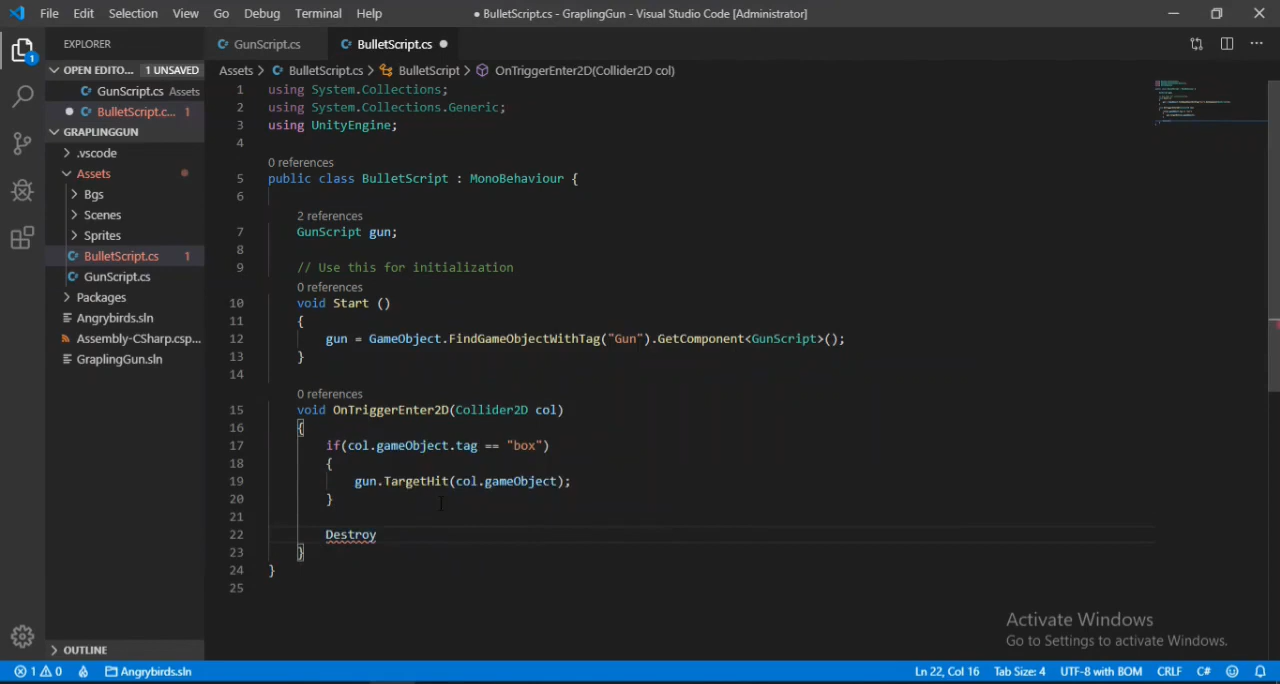 File Edit Selection View Go Debug Terminal Help
● BulletScript.cs - GraplingGun - Visual Studio Code [Administrator]
EXPLORER
GunScript.cs
BulletScript.cs ●
OPEN EDITO... 1 UNSAVED
Assets > BulletScript.cs > BulletScript > OnTriggerEnter2D(Collider2D col)
GunScript.cs Assets
● BulletScript.c... 1
GRAPLINGGUN
.vscode
Assets
Bgs
Scenes
Sprites
BulletScript.cs 1
GunScript.cs
Packages
Angrybirds.sln
Assembly-CSharp.csp...
GraplingGun.sln
OUTLINE
1 using System.Collections;
2 using System.Collections.Generic;
3 using UnityEngine;
4
0 references
5 public class BulletScript : MonoBehaviour {
6
2 references
7 GunScript gun;
8
9 // Use this for initialization
0 references
10 void Start ()
11 {
12 gun = GameObject.FindGameObjectWithTag("Gun").GetComponent<GunScript>();
13 }
14
0 references
15 void OnTriggerEnter2D(Collider2D col)
16 {
17 if(col.gameObject.tag == "box")
18 {
19 gun.TargetHit(col.gameObject);
20 }
21
22 Destroy
23 }
24 }
25
Activate Windows
Go to Settings to activate Windows.
1 0 Angrybirds.sln
Ln 22, Col 16 Tab Size: 4 UTF-8 with BOM CRLF C#